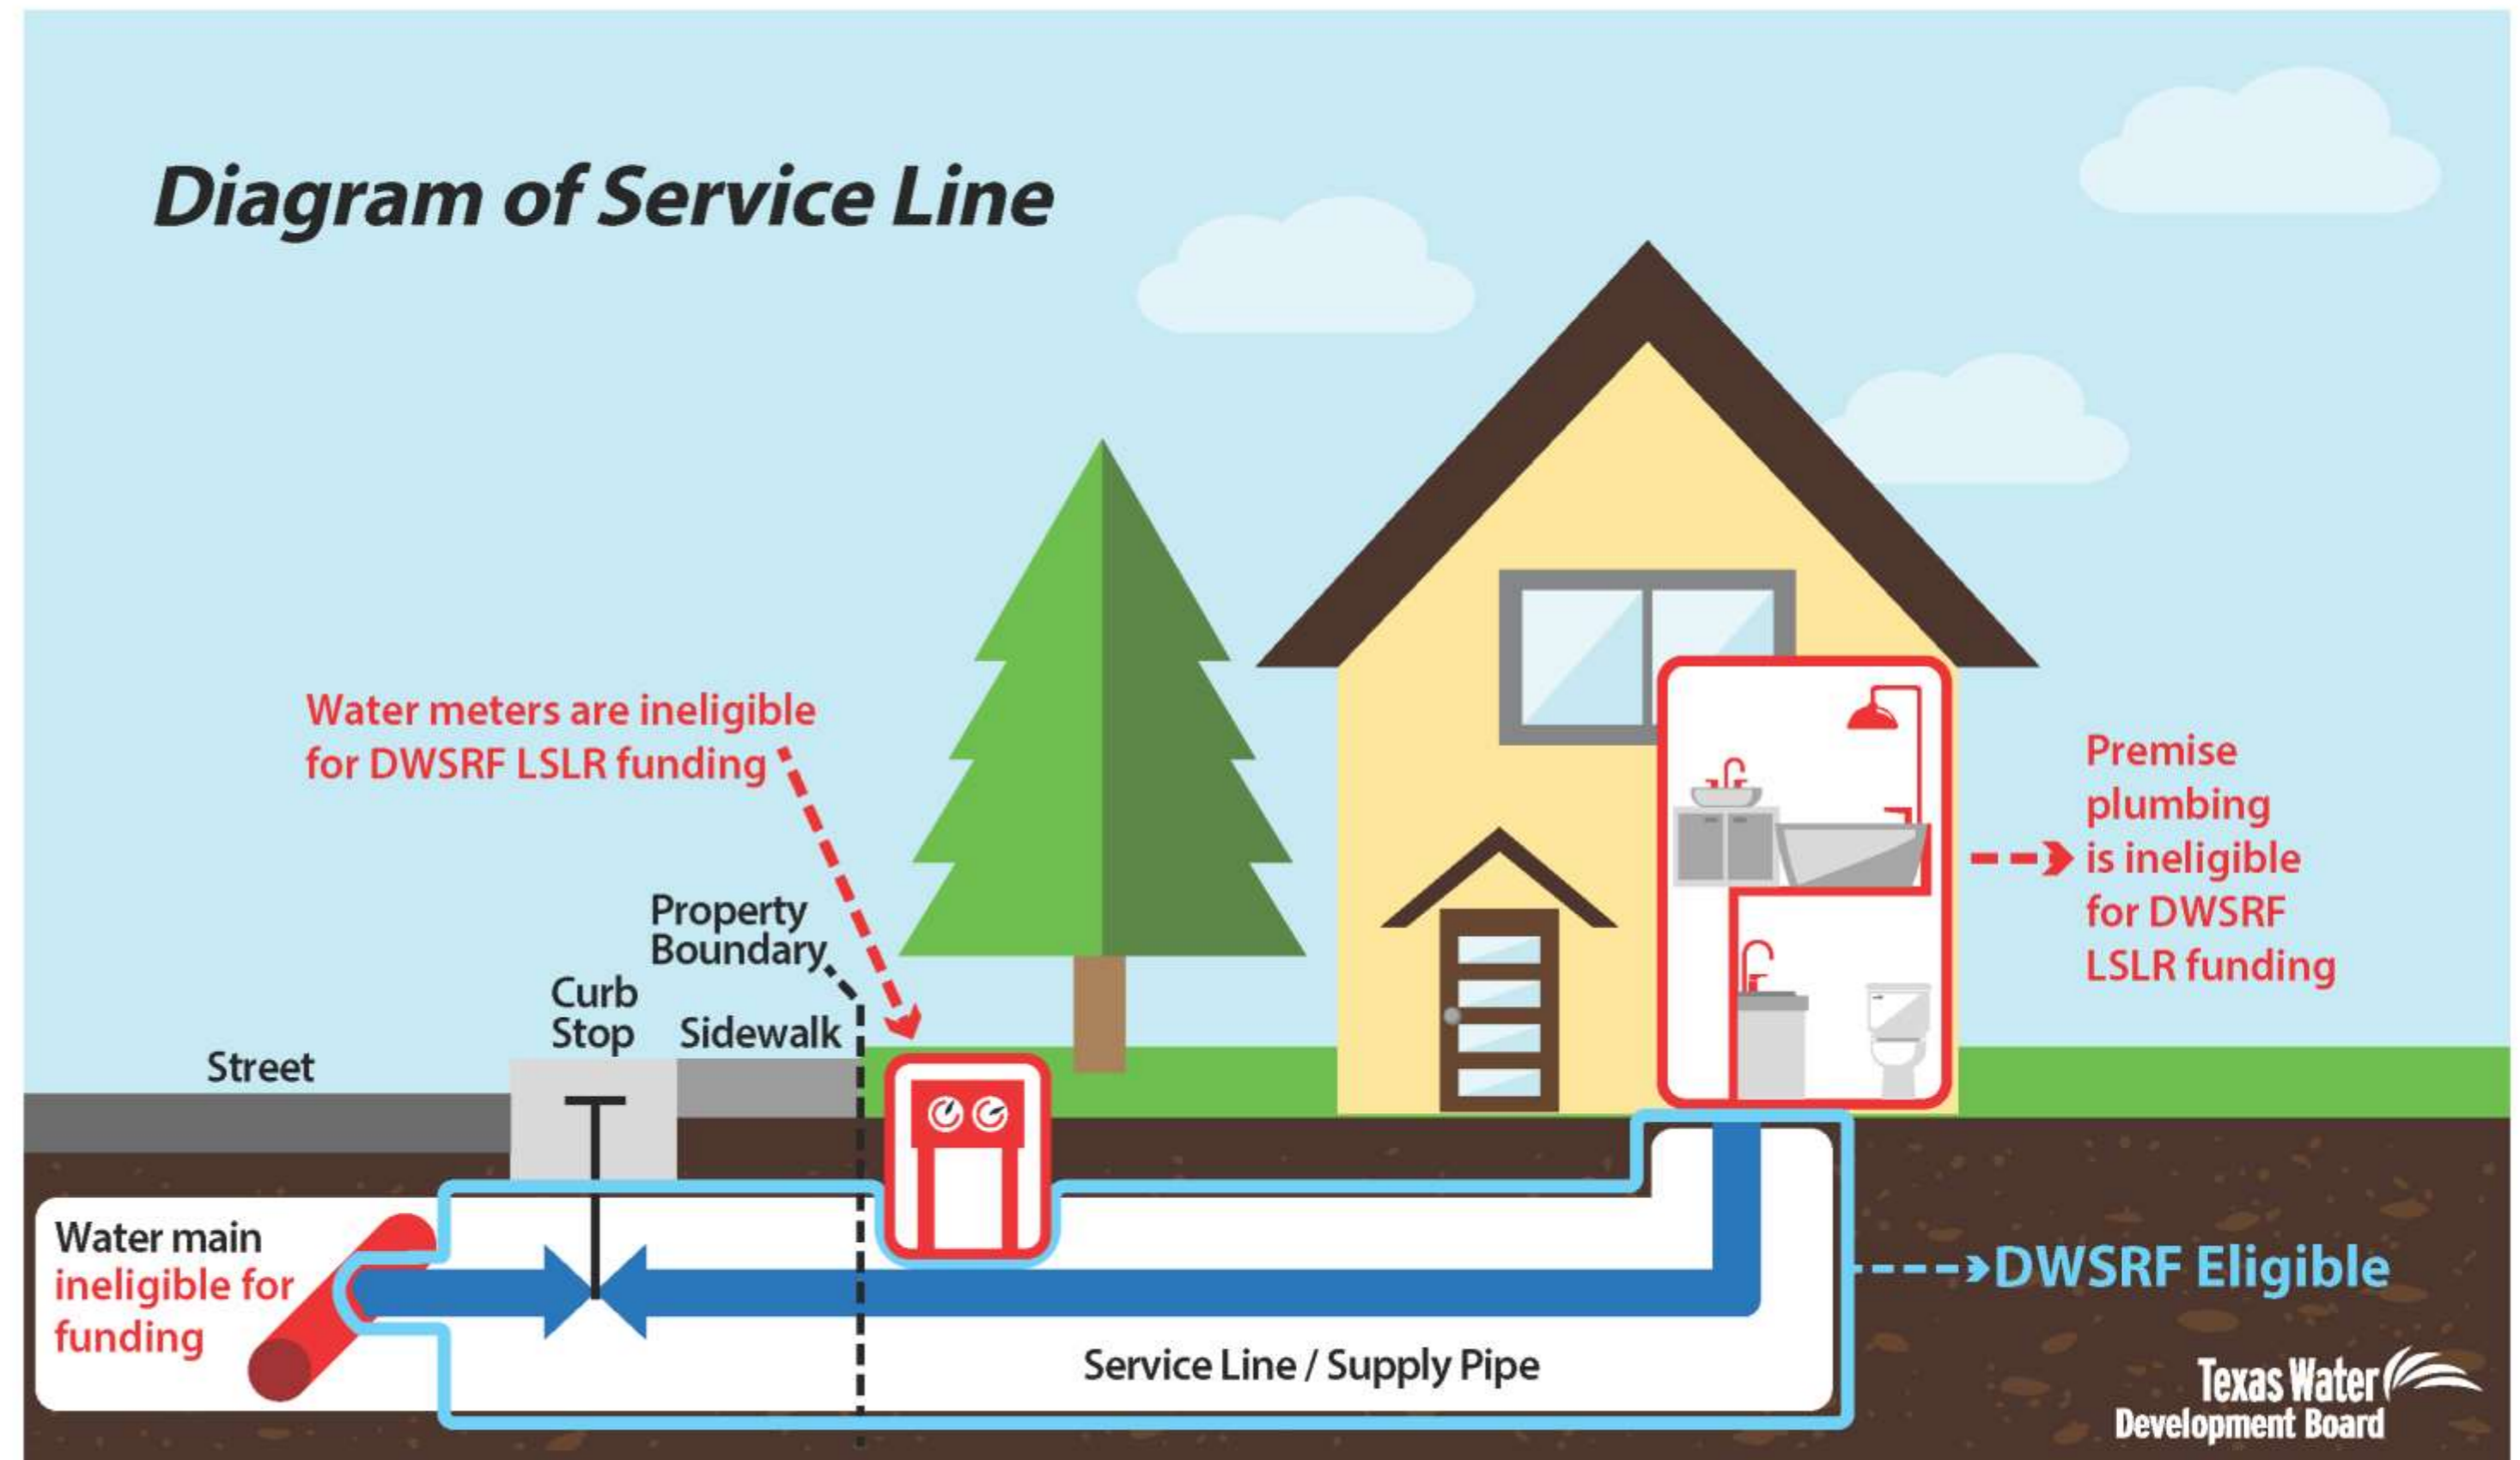 Diagram of Service Line
Water meters are ineligible
for DWSRF LSLR funding
Premise
plumbing
is ineligible
for DWSRF
LSLR funding
Property
Boundary
Curb
Stop
Sidewalk
Street
Water main
ineligible for
funding
DWSRF Eligible
Service Line / Supply Pipe
Texas Water
Development Board